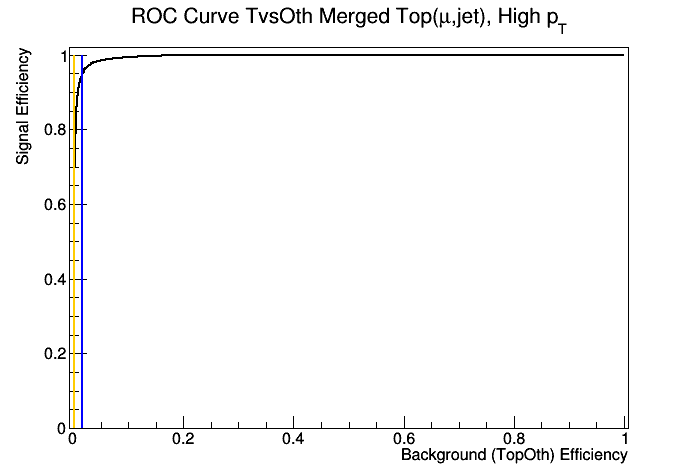 ROC Curve TvsOth Merged Top(μ,jet), High pT
Signal Efficiency
1
0.8
0.6
0.4
0.2
0
0 0.2 0.4 0.6 0.8 1
Background (TopOth) Efficiency